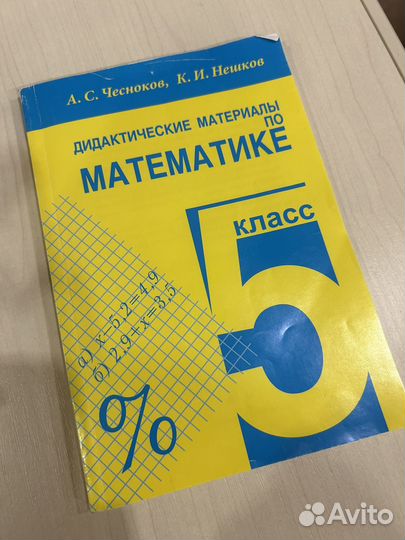 А. С. Чесноков, К. И. Нешков
ДИДАКТИЧЕСКИЕ МАТЕРИАЛЫ
ПО
МАТЕМАТИКЕ
5
класс
а) x-5,2=4,9
б) 2,9+x=3,5
%
Avito